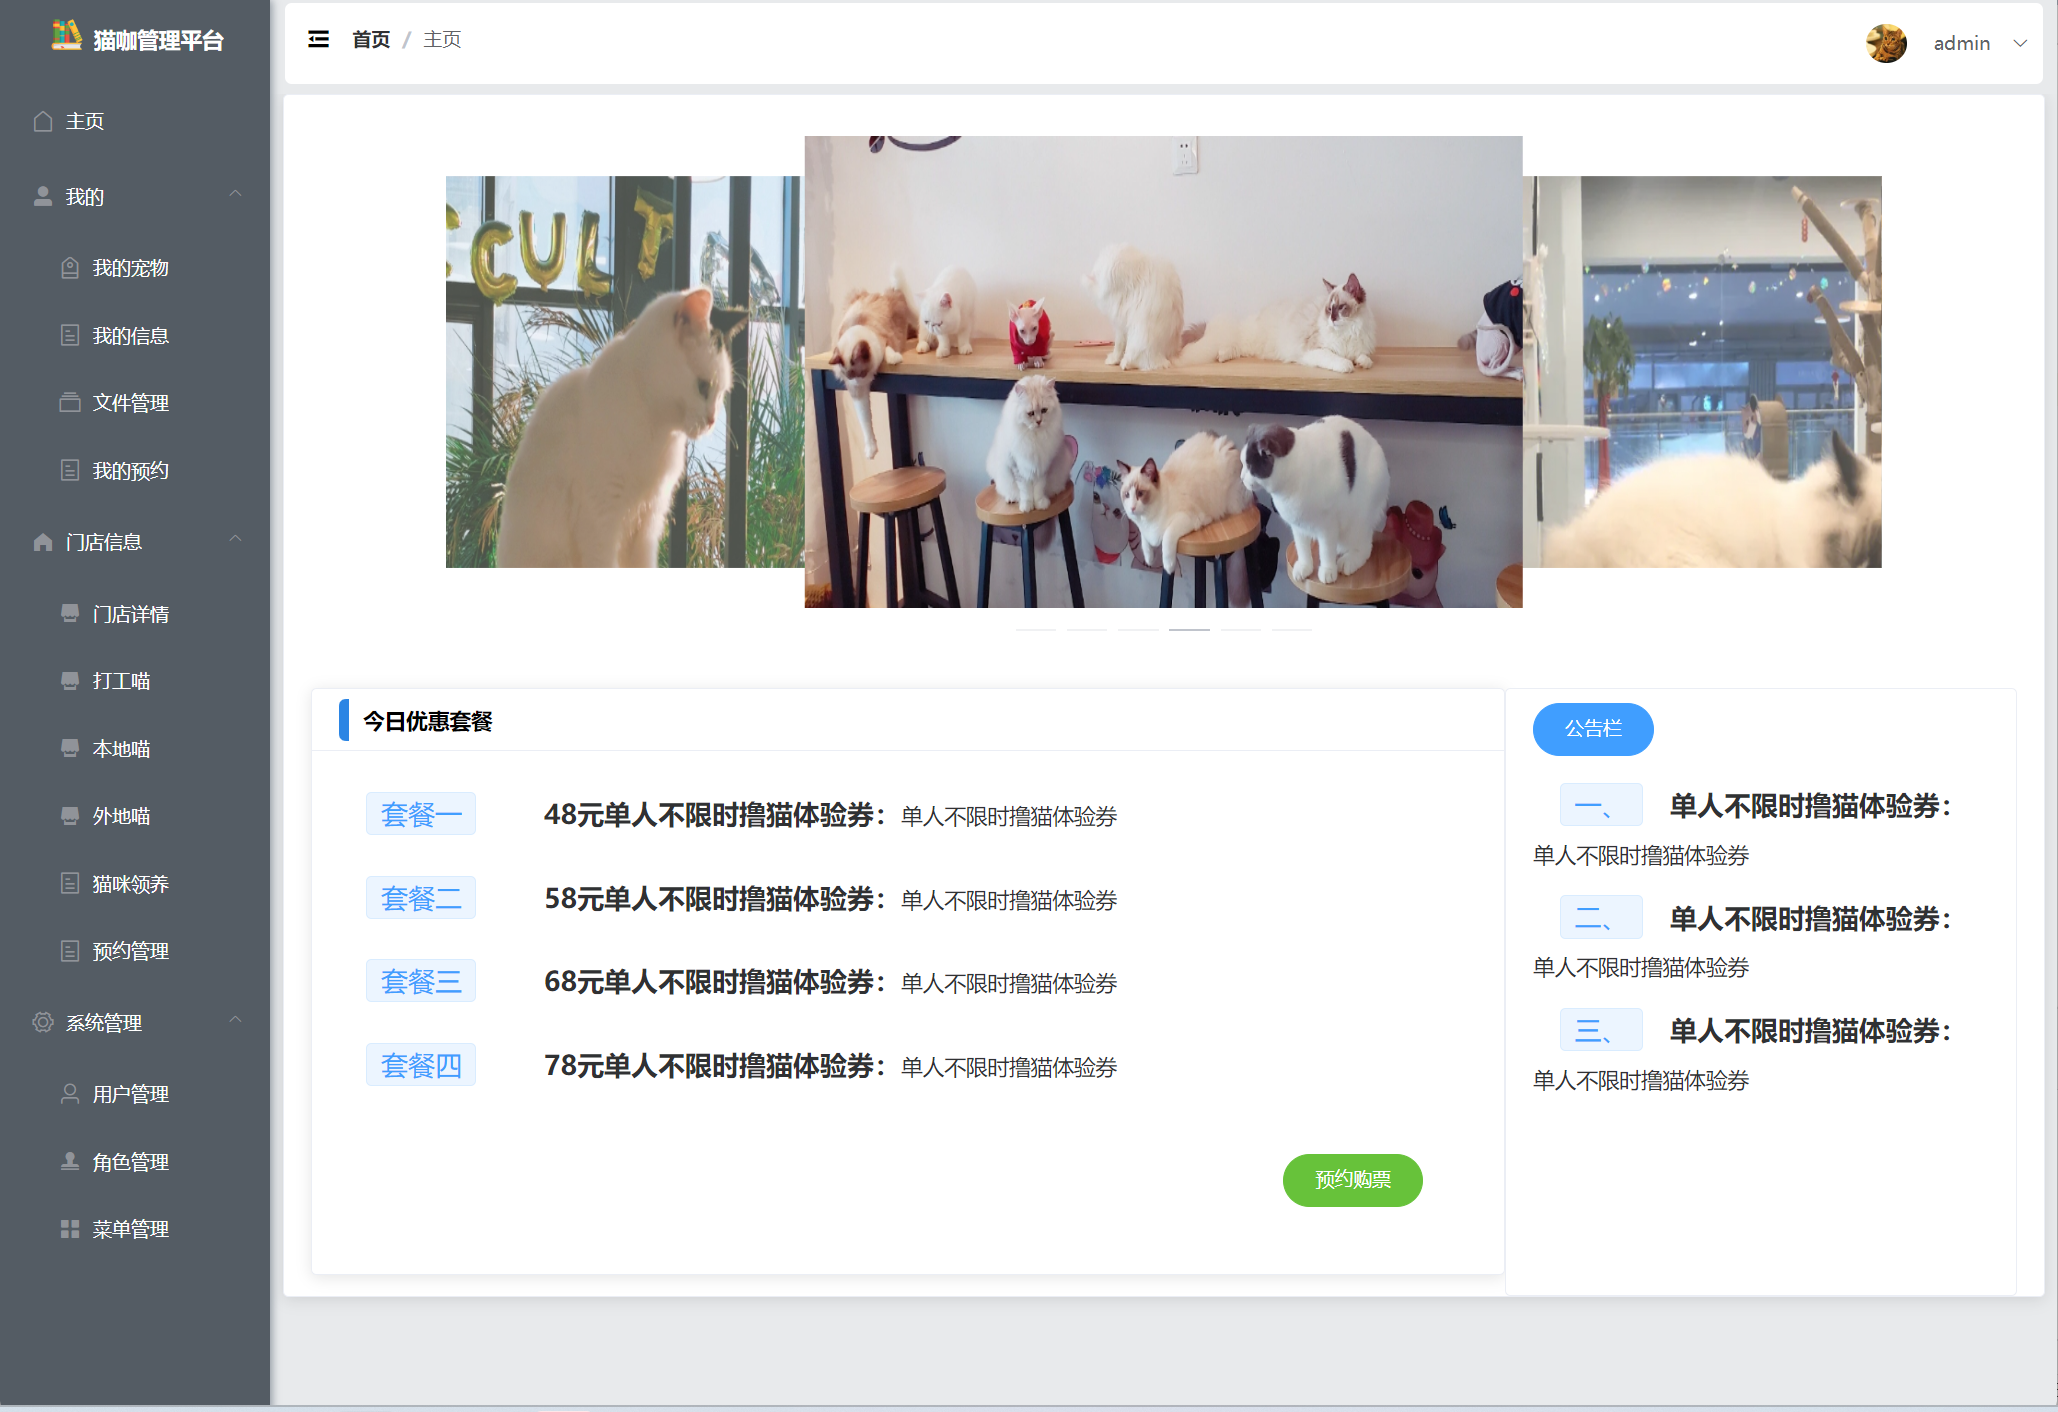 猫咖管理平台
主页
我的
我的宠物
我的信息
文件管理
我的预约
门店信息
门店详情
打工喵
本地喵
外地喵
猫咪领养
预约管理
系统管理
用户管理
角色管理
菜单管理
首页 / 主页
admin
CULT
今日优惠套餐
套餐一 48元单人不限时撸猫体验券：单人不限时撸猫体验券
套餐二 58元单人不限时撸猫体验券：单人不限时撸猫体验券
套餐三 68元单人不限时撸猫体验券：单人不限时撸猫体验券
套餐四 78元单人不限时撸猫体验券：单人不限时撸猫体验券
预约购票
公告栏
一、 单人不限时撸猫体验券：
单人不限时撸猫体验券
二、 单人不限时撸猫体验券：
单人不限时撸猫体验券
三、 单人不限时撸猫体验券：
单人不限时撸猫体验券